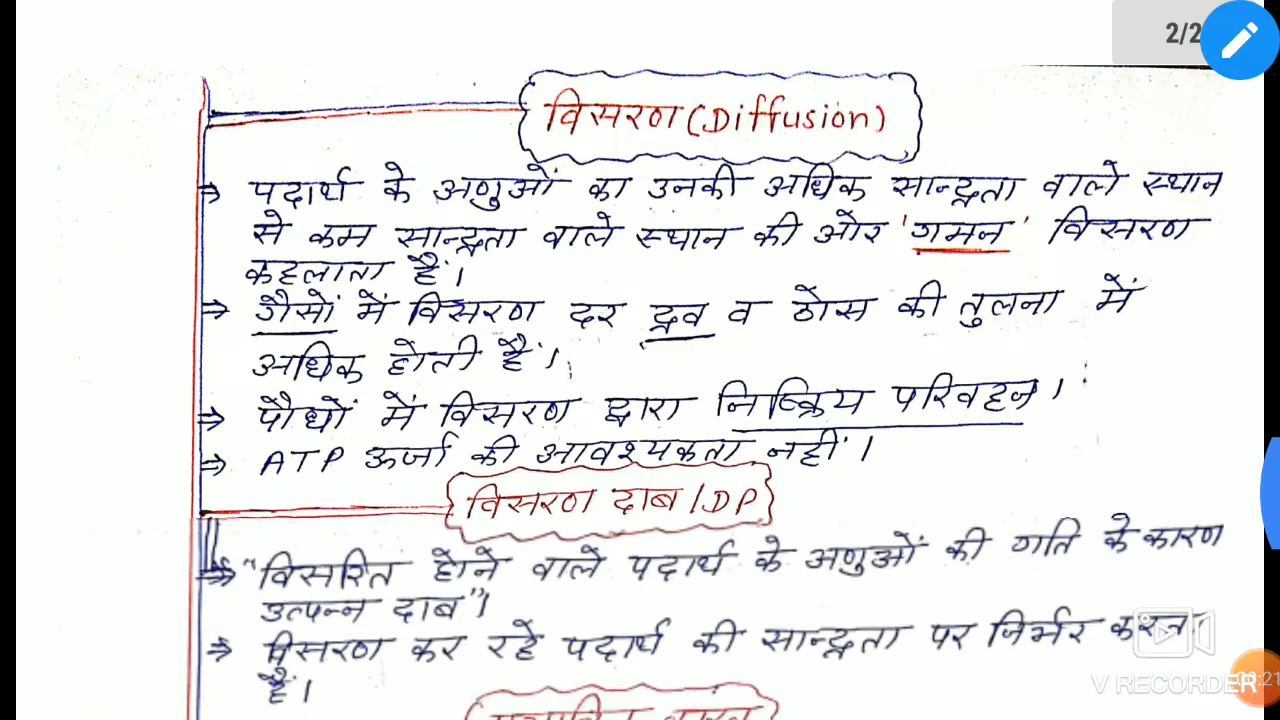 2/2
विसरण (Diffusion)
⇒ पदार्थ के अणुओं का उनकी अधिक सान्द्रता वाले स्थान
से कम सान्द्रता वाले स्थान की ओर 'गमन' विसरण
कहलाता हैं।
⇒ गैसों में विसरण दर द्रव व ठोस की तुलना में
अधिक होती हैं।
⇒ पौधों में विसरण द्वारा निष्क्रिय परिवहन।
⇒ ATP ऊर्जा की आवश्यकता नहीं।
विसरण दाब / DP
⇒ "विसरित होने वाले पदार्थ के अणुओं की गति के कारण
उत्पन्न दाब"।
⇒ विसरण कर रहे पदार्थ की सान्द्रता पर निर्भर करता
हैं।
V RECORDER